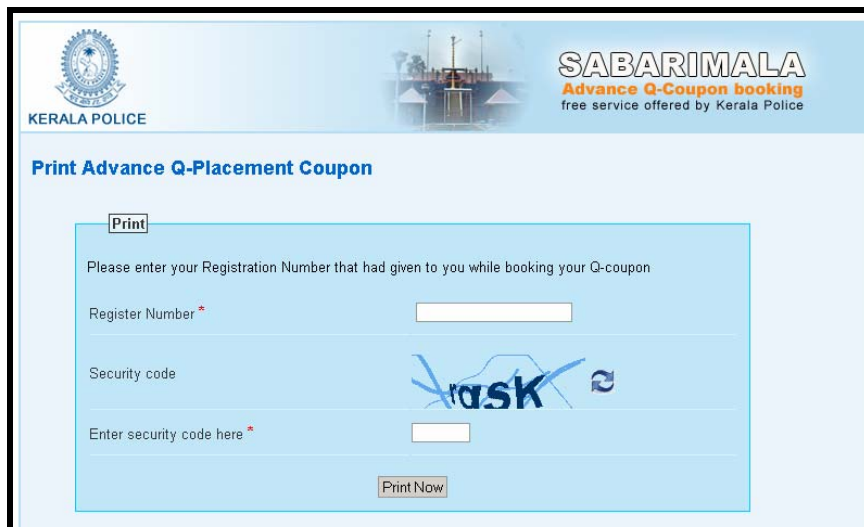 KERALA POLICE
SABARIMALA
Advance Q-Coupon booking
free service offered by Kerala Police
Print Advance Q-Placement Coupon
Print
Please enter your Registration Number that had given to you while booking your Q-coupon
Register Number *
Security code
Enter security code here *
Print Now